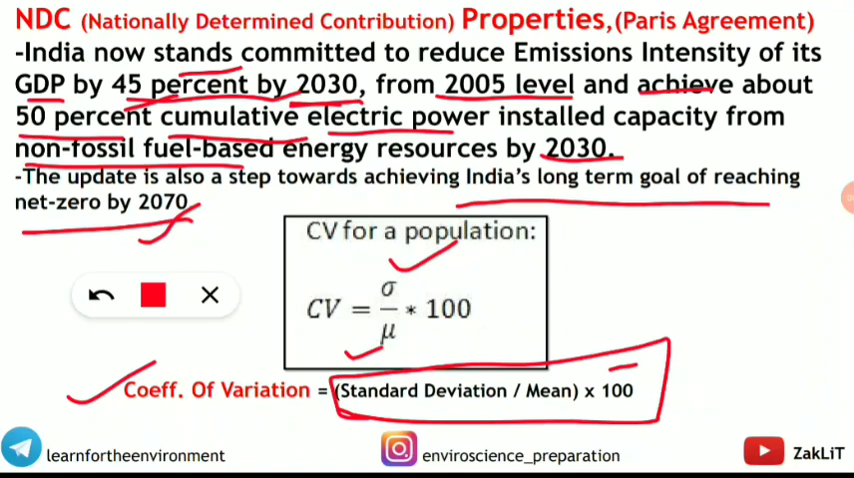 NDC (Nationally Determined Contribution) Properties,(Paris Agreement)
-India now stands committed to reduce Emissions Intensity of its
GDP by 45 percent by 2030, from 2005 level and achieve about
50 percent cumulative electric power installed capacity from
non-fossil fuel-based energy resources by 2030.
-The update is also a step towards achieving India's long term goal of reaching
net-zero by 2070
CV for a population:
CV = σ/μ * 100
Coeff. Of Variation = (Standard Deviation / Mean) x 100
learnfortheenvironment
enviroscience_preparation
ZakLiT